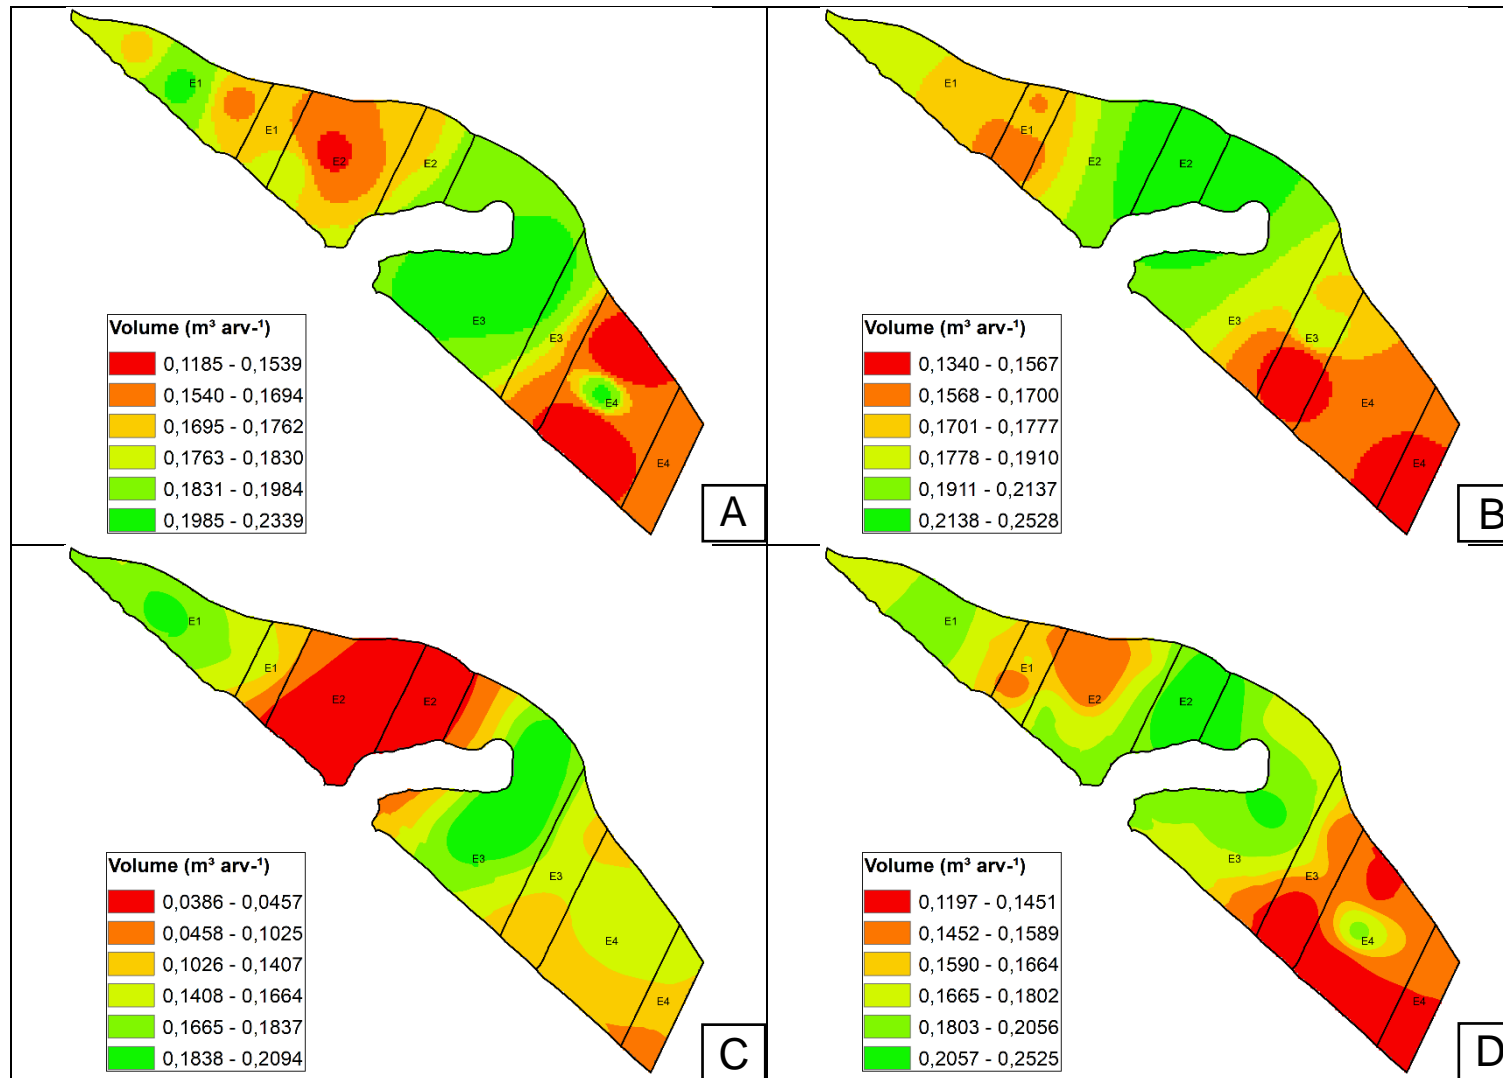 E1
E1
E2
E2
E3
E3
E4
E4
Volume (m³ arv-¹)
0,1185 - 0,1539
0,1540 - 0,1694
0,1695 - 0,1762
0,1763 - 0,1830
0,1831 - 0,1984
0,1985 - 0,2339
A
E1
E1
E2
E2
E3
E3
E4
E4
Volume (m³ arv-¹)
0,1340 - 0,1567
0,1568 - 0,1700
0,1701 - 0,1777
0,1778 - 0,1910
0,1911 - 0,2137
0,2138 - 0,2528
B
E1
E1
E2
E2
E3
E3
E4
E4
Volume (m³ arv-¹)
0,0386 - 0,0457
0,0458 - 0,1025
0,1026 - 0,1407
0,1408 - 0,1664
0,1665 - 0,1837
0,1838 - 0,2094
C
E1
E1
E2
E2
E3
E3
E4
E4
Volume (m³ arv-¹)
0,1197 - 0,1451
0,1452 - 0,1589
0,1590 - 0,1664
0,1665 - 0,1802
0,1803 - 0,2056
0,2057 - 0,2525
D